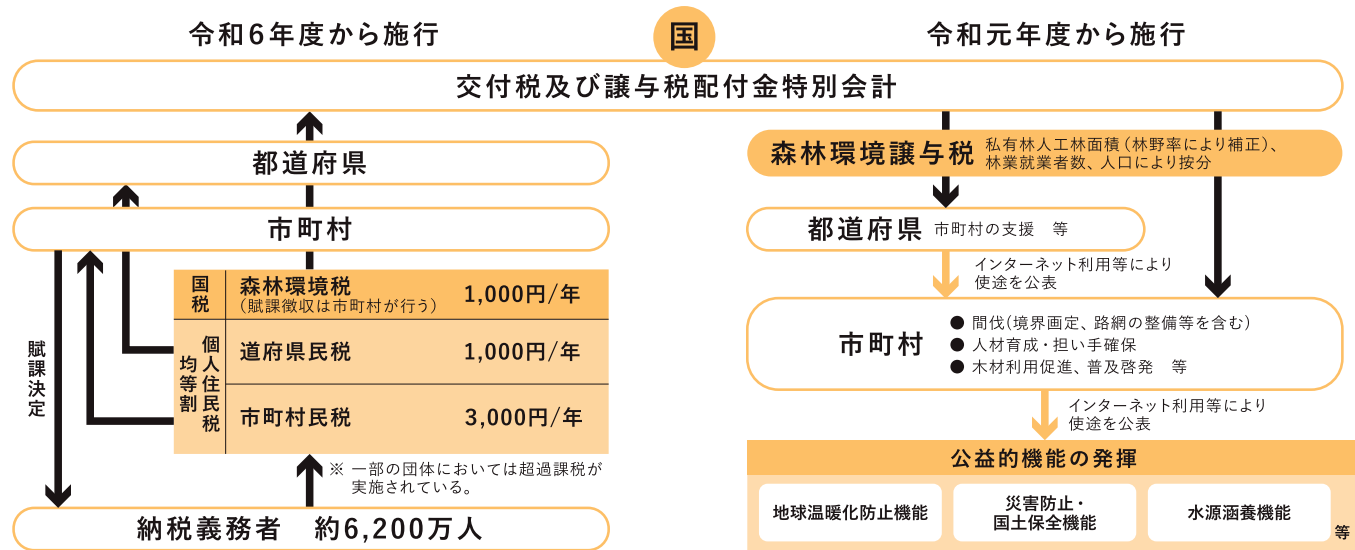 令和6年度から施行
国
令和元年度から施行
交付税及び譲与税配付金特別会計
都道府県
市町村
賦課決定
国税
森林環境税
(賦課徴収は市町村が行う)
1,000円/年
個人住民税
均等割
道府県民税
1,000円/年
市町村民税
3,000円/年
※ 一部の団体においては超過課税が
実施されている。
納税義務者　約6,200万人
森林環境譲与税
私有林人工林面積(林野率により補正)、
林業就業者数、人口により按分
都道府県
市町村の支援　等
インターネット利用等により
使途を公表
市町村
● 間伐(境界画定、路網の整備等を含む)
● 人材育成・担い手確保
● 木材利用促進、普及啓発　等
インターネット利用等により
使途を公表
公益的機能の発揮
地球温暖化防止機能
災害防止・
国土保全機能
水源涵養機能
等